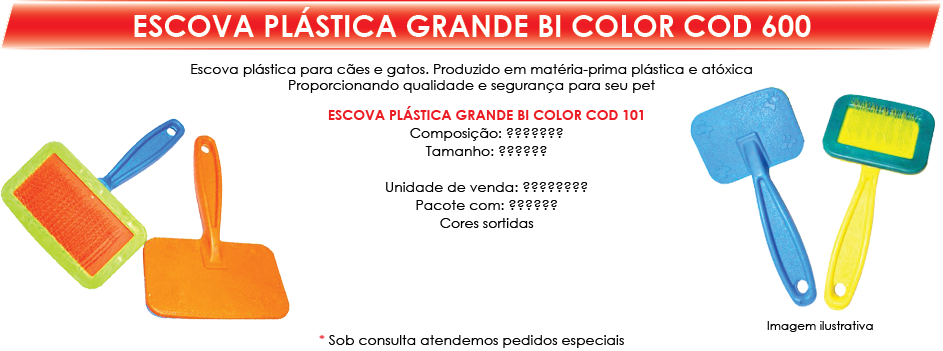 ESCOVA PLÁSTICA GRANDE BI COLOR COD 600
Escova plástica para cães e gatos. Produzido em matéria-prima plástica e atóxica
Proporcionando qualidade e segurança para seu pet
ESCOVA PLÁSTICA GRANDE BI COLOR COD 101
Composição: ???????
Tamanho: ??????
Unidade de venda: ????????
Pacote com: ??????
Cores sortidas
Imagem ilustrativa
* Sob consulta atendemos pedidos especiais